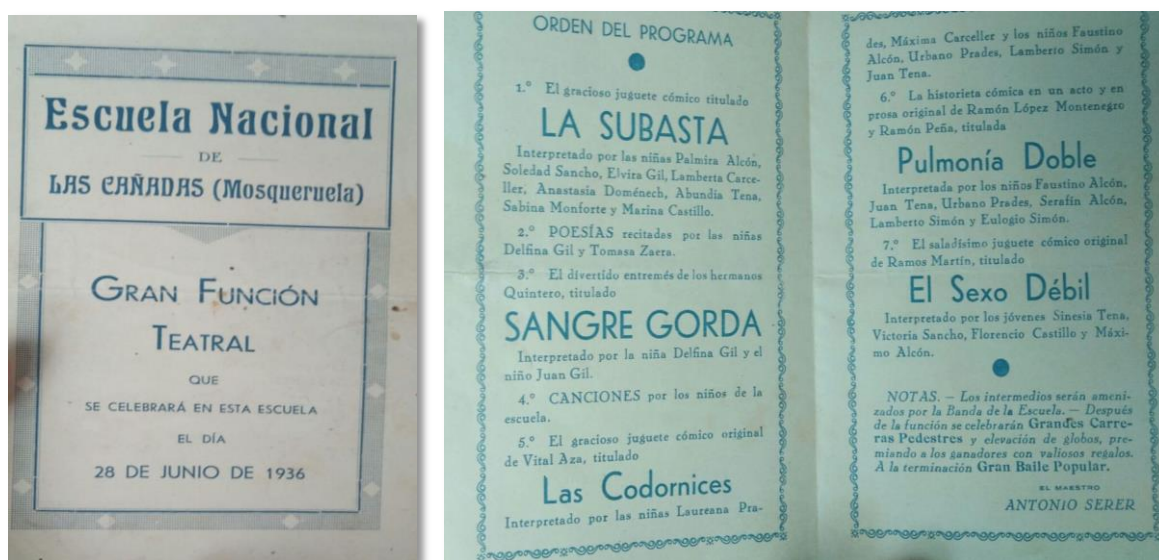 Escuela Nacional
DE
LAS CAÑADAS (Mosqueruela)
GRAN FUNCIÓN
TEATRAL
QUE
SE CELEBRARÁ EN ESTA ESCUELA
EL DÍA
28 DE JUNIO DE 1936
ORDEN DEL PROGRAMA
1.º El gracioso juguete cómico titulado
LA SUBASTA
Interpretado por las niñas Palmira Alcón,
Soledad Sancho, Elvira Gil, Lamberta Carce-
ller, Anastasia Doménech, Abundia Tena,
Sabina Monforte y Marina Castillo.
2.º POESÍAS recitadas por las niñas
Delfina Gil y Tomasa Zaera.
3.º El divertido entremés de los hermanos
Quintero, titulado
SANGRE GORDA
Interpretado por la niña Delfina Gil y el
niño Juan Gil.
4.º CANCIONES por los niños de la
escuela.
5.º El gracioso juguete cómico original
de Vital Aza, titulado
Las Codornices
Interpretado por las niñas Laureana Pra-
des, Máxima Carceller y los niños Faustino
Alcón, Urbano Prades, Lamberto Simón y
Juan Tena.
6.º La historieta cómica en un acto y en
prosa original de Ramón López Montenegro
y Ramón Peña, titulada
Pulmonía Doble
Interpretada por los niños Faustino Alcón,
Juan Tena, Urbano Prades, Serafín Alcón,
Lamberto Simón y Eulogio Simón.
7.º El saladísimo juguete cómico original
de Ramos Martín, titulado
El Sexo Débil
Interpretado por los jóvenes Sinesia Tena,
Victoria Sancho, Florencio Castillo y Máxi-
mo Alcón.
NOTAS. – Los intermedios serán ameni-
zados por la Banda de la Escuela. – Después
de la función se celebrarán Grandes Carre-
ras Pedestres y elevación de globos, pre-
miando a los ganadores con valiosos regalos.
A la terminación Gran Baile Popular.
EL MAESTRO
ANTONIO SERER